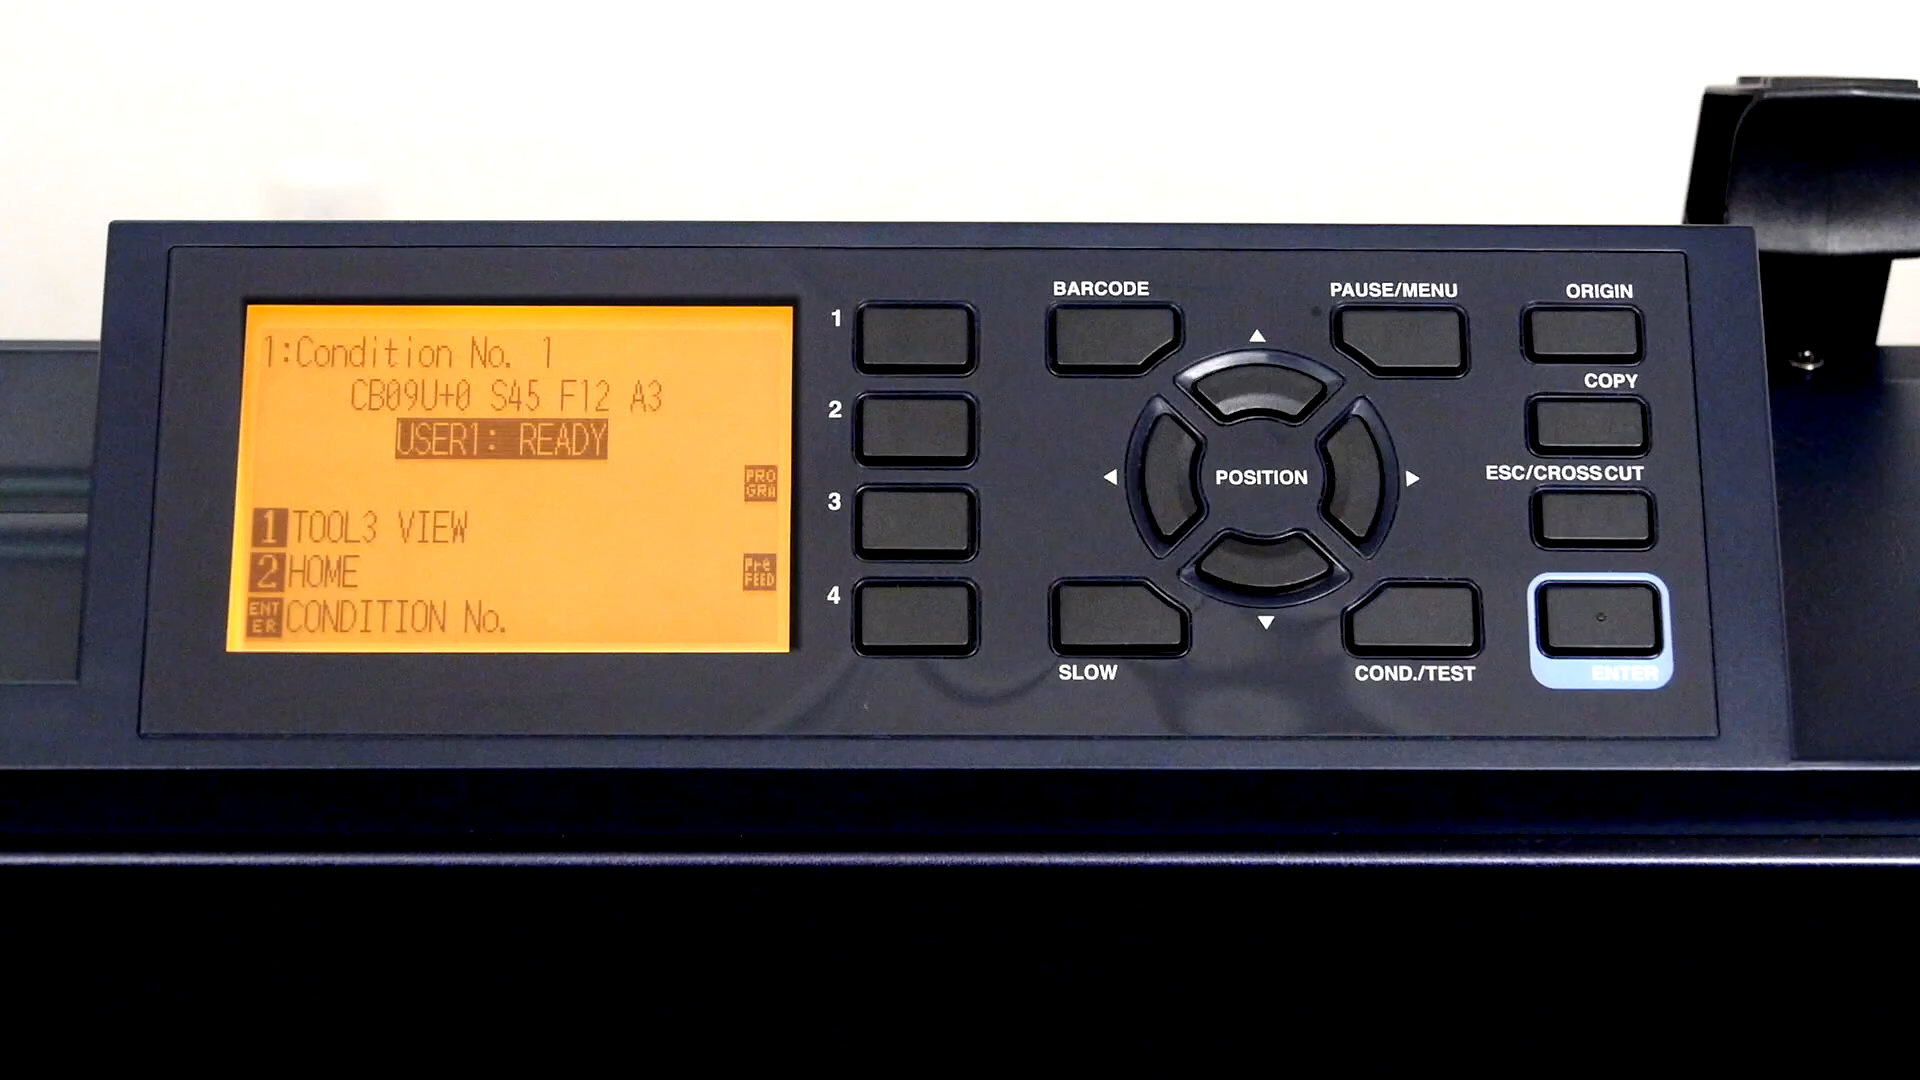 1:Condition No. 1
CB09U+0 S45 F12 A3
USER1: READY
PRO
GRA
1 TOOL3 VIEW
2 HOME
Pre
FEED
ENT
ER CONDITION No.
1
2
3
4
BARCODE
PAUSE/MENU
ORIGIN
COPY
POSITION
ESC/CROSS CUT
SLOW
COND./TEST
ENTER